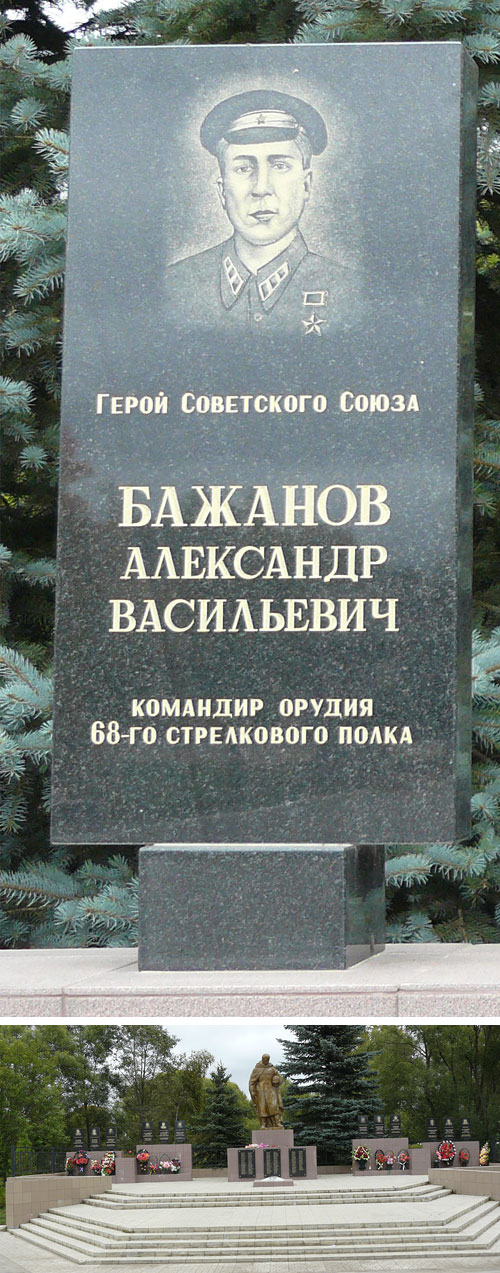 Герой Советского Союза
БАЖАНОВ
АЛЕКСАНДР
ВАСИЛЬЕВИЧ
КОМАНДИР ОРУДИЯ
68-ГО СТРЕЛКОВОГО ПОЛКА